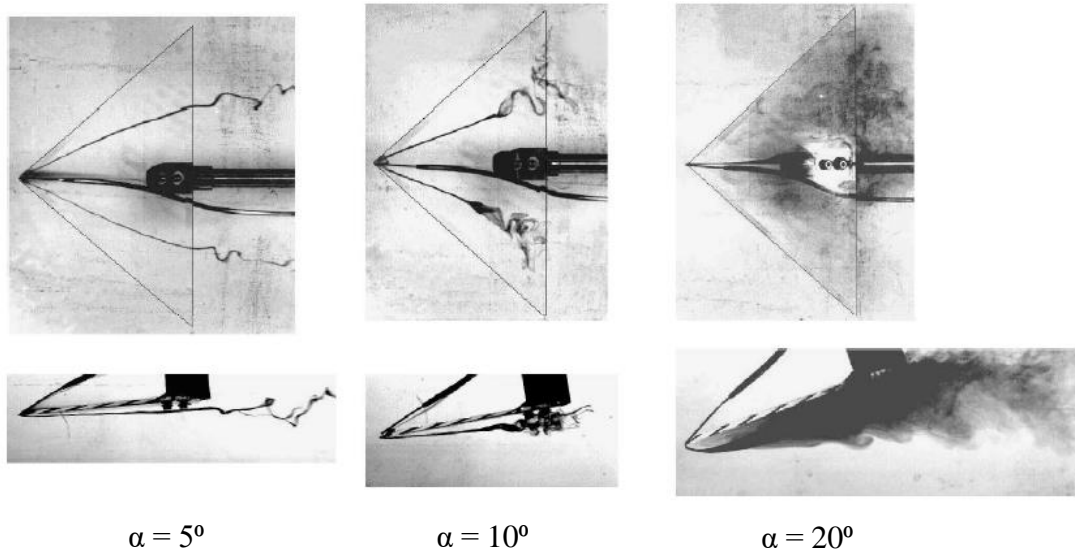 α = 5º
α = 10º
α = 20º